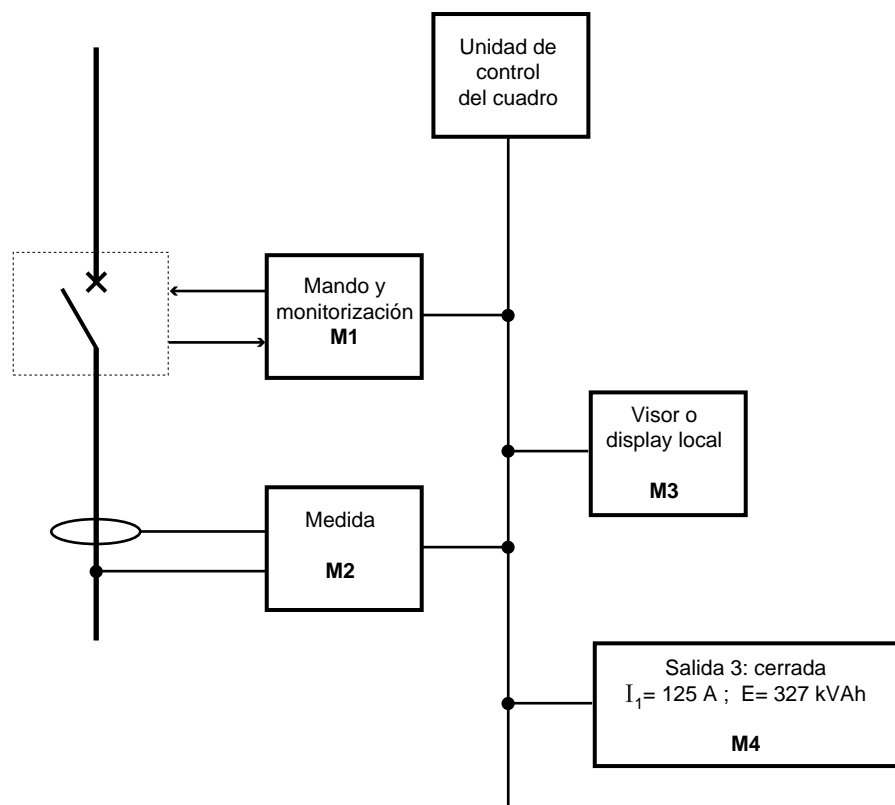 Unidad de
control
del cuadro
Mando y
monitorización
M1
Visor o
display local
M3
Medida
M2
Salida 3: cerrada
I₁= 125 A ; E= 327 kVAh
M4